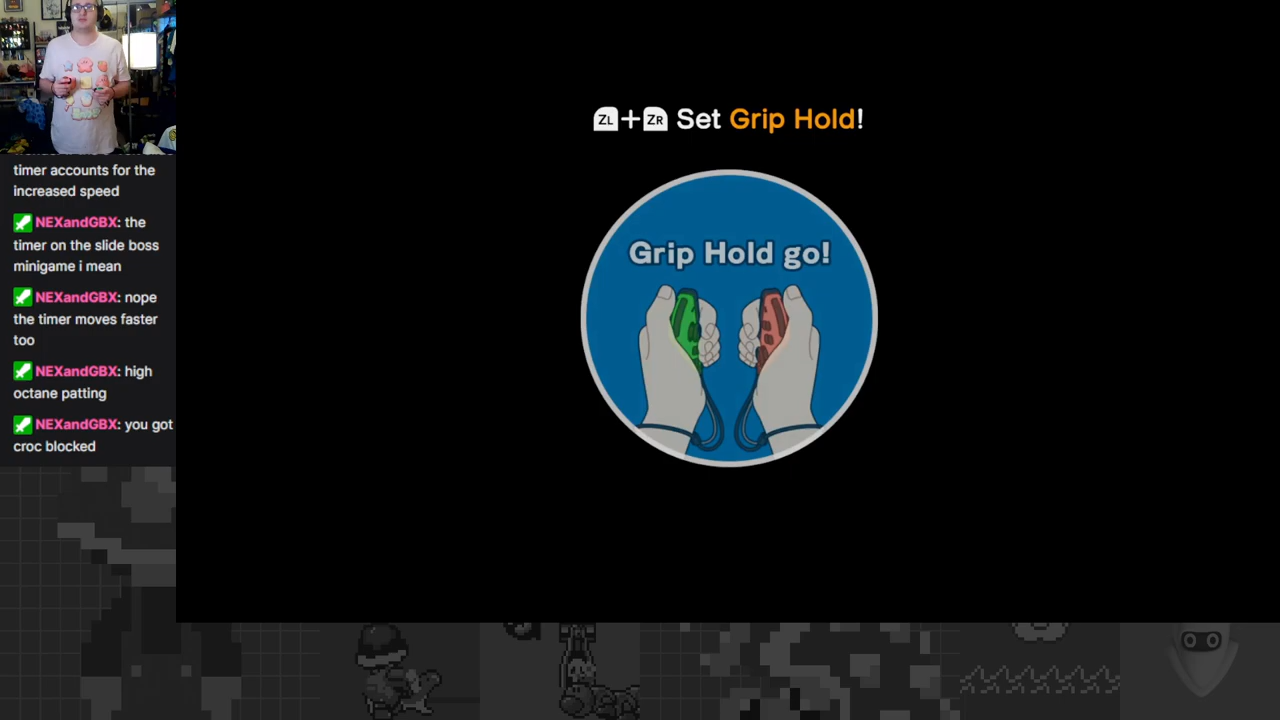 ZL+ZR Set Grip Hold!
Grip Hold go!
timer accounts for the
increased speed
NEXandGBX: the
timer on the slide boss
minigame i mean
NEXandGBX: nope
the timer moves faster
too
NEXandGBX: high
octane patting
NEXandGBX: you got
croc blocked